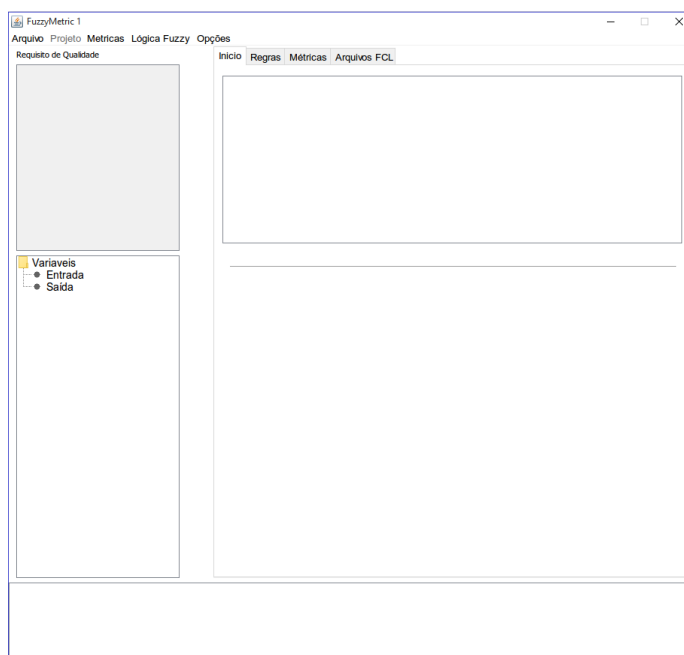 FuzzyMetric 1
Arquivo Projeto Metricas Lógica Fuzzy Opções
Requisito de Qualidade
Inicio Regras Métricas Arquivos FCL
Variaveis
Entrada
Saída